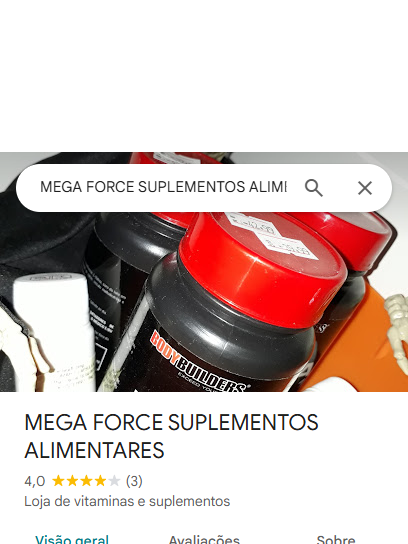 MEGA FORCE SUPLEMENTOS ALIM
BODYBUILDERS®
MEGA FORCE SUPLEMENTOS
ALIMENTARES
4,0 ★★★★★ (3)
Loja de vitaminas e suplementos
Visão geral
Avaliações
Sobre